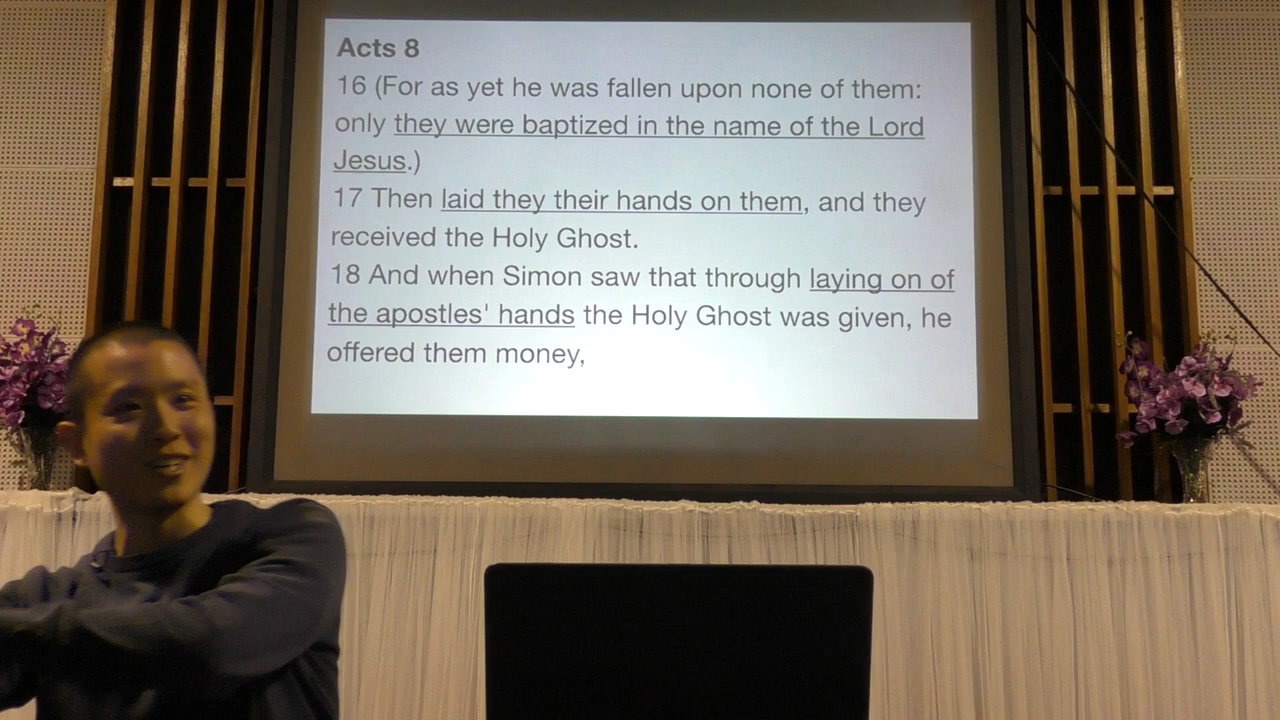 Acts 8
16 (For as yet he was fallen upon none of them:
only they were baptized in the name of the Lord
Jesus.)
17 Then laid they their hands on them, and they
received the Holy Ghost.
18 And when Simon saw that through laying on of
the apostles' hands the Holy Ghost was given, he
offered them money,